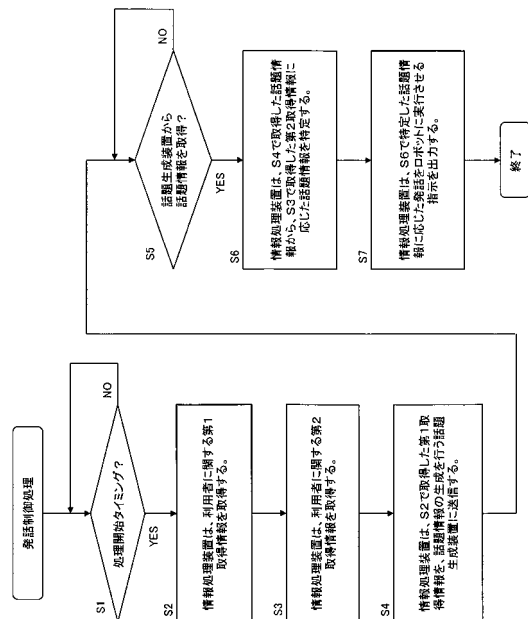 発話制御処理
S1
処理開始タイミング?
NO
YES
S2
情報処理装置は、利用者に関する第1
取得情報を取得する。
S3
情報処理装置は、利用者に関する第2
取得情報を取得する。
S4
情報処理装置は、S2で取得した第1取
得情報を、話題情報の生成を行う話題
生成装置に送信する。
S5
話題生成装置から
話題情報を取得?
NO
YES
S6
情報処理装置は、S4で取得した話題情
報から、S3で取得した第2取得情報に
応じた話題情報を特定する。
S7
情報処理装置は、S6で特定した話題情
報に応じた発話をロボットに実行させる
指示を出力する。
終了